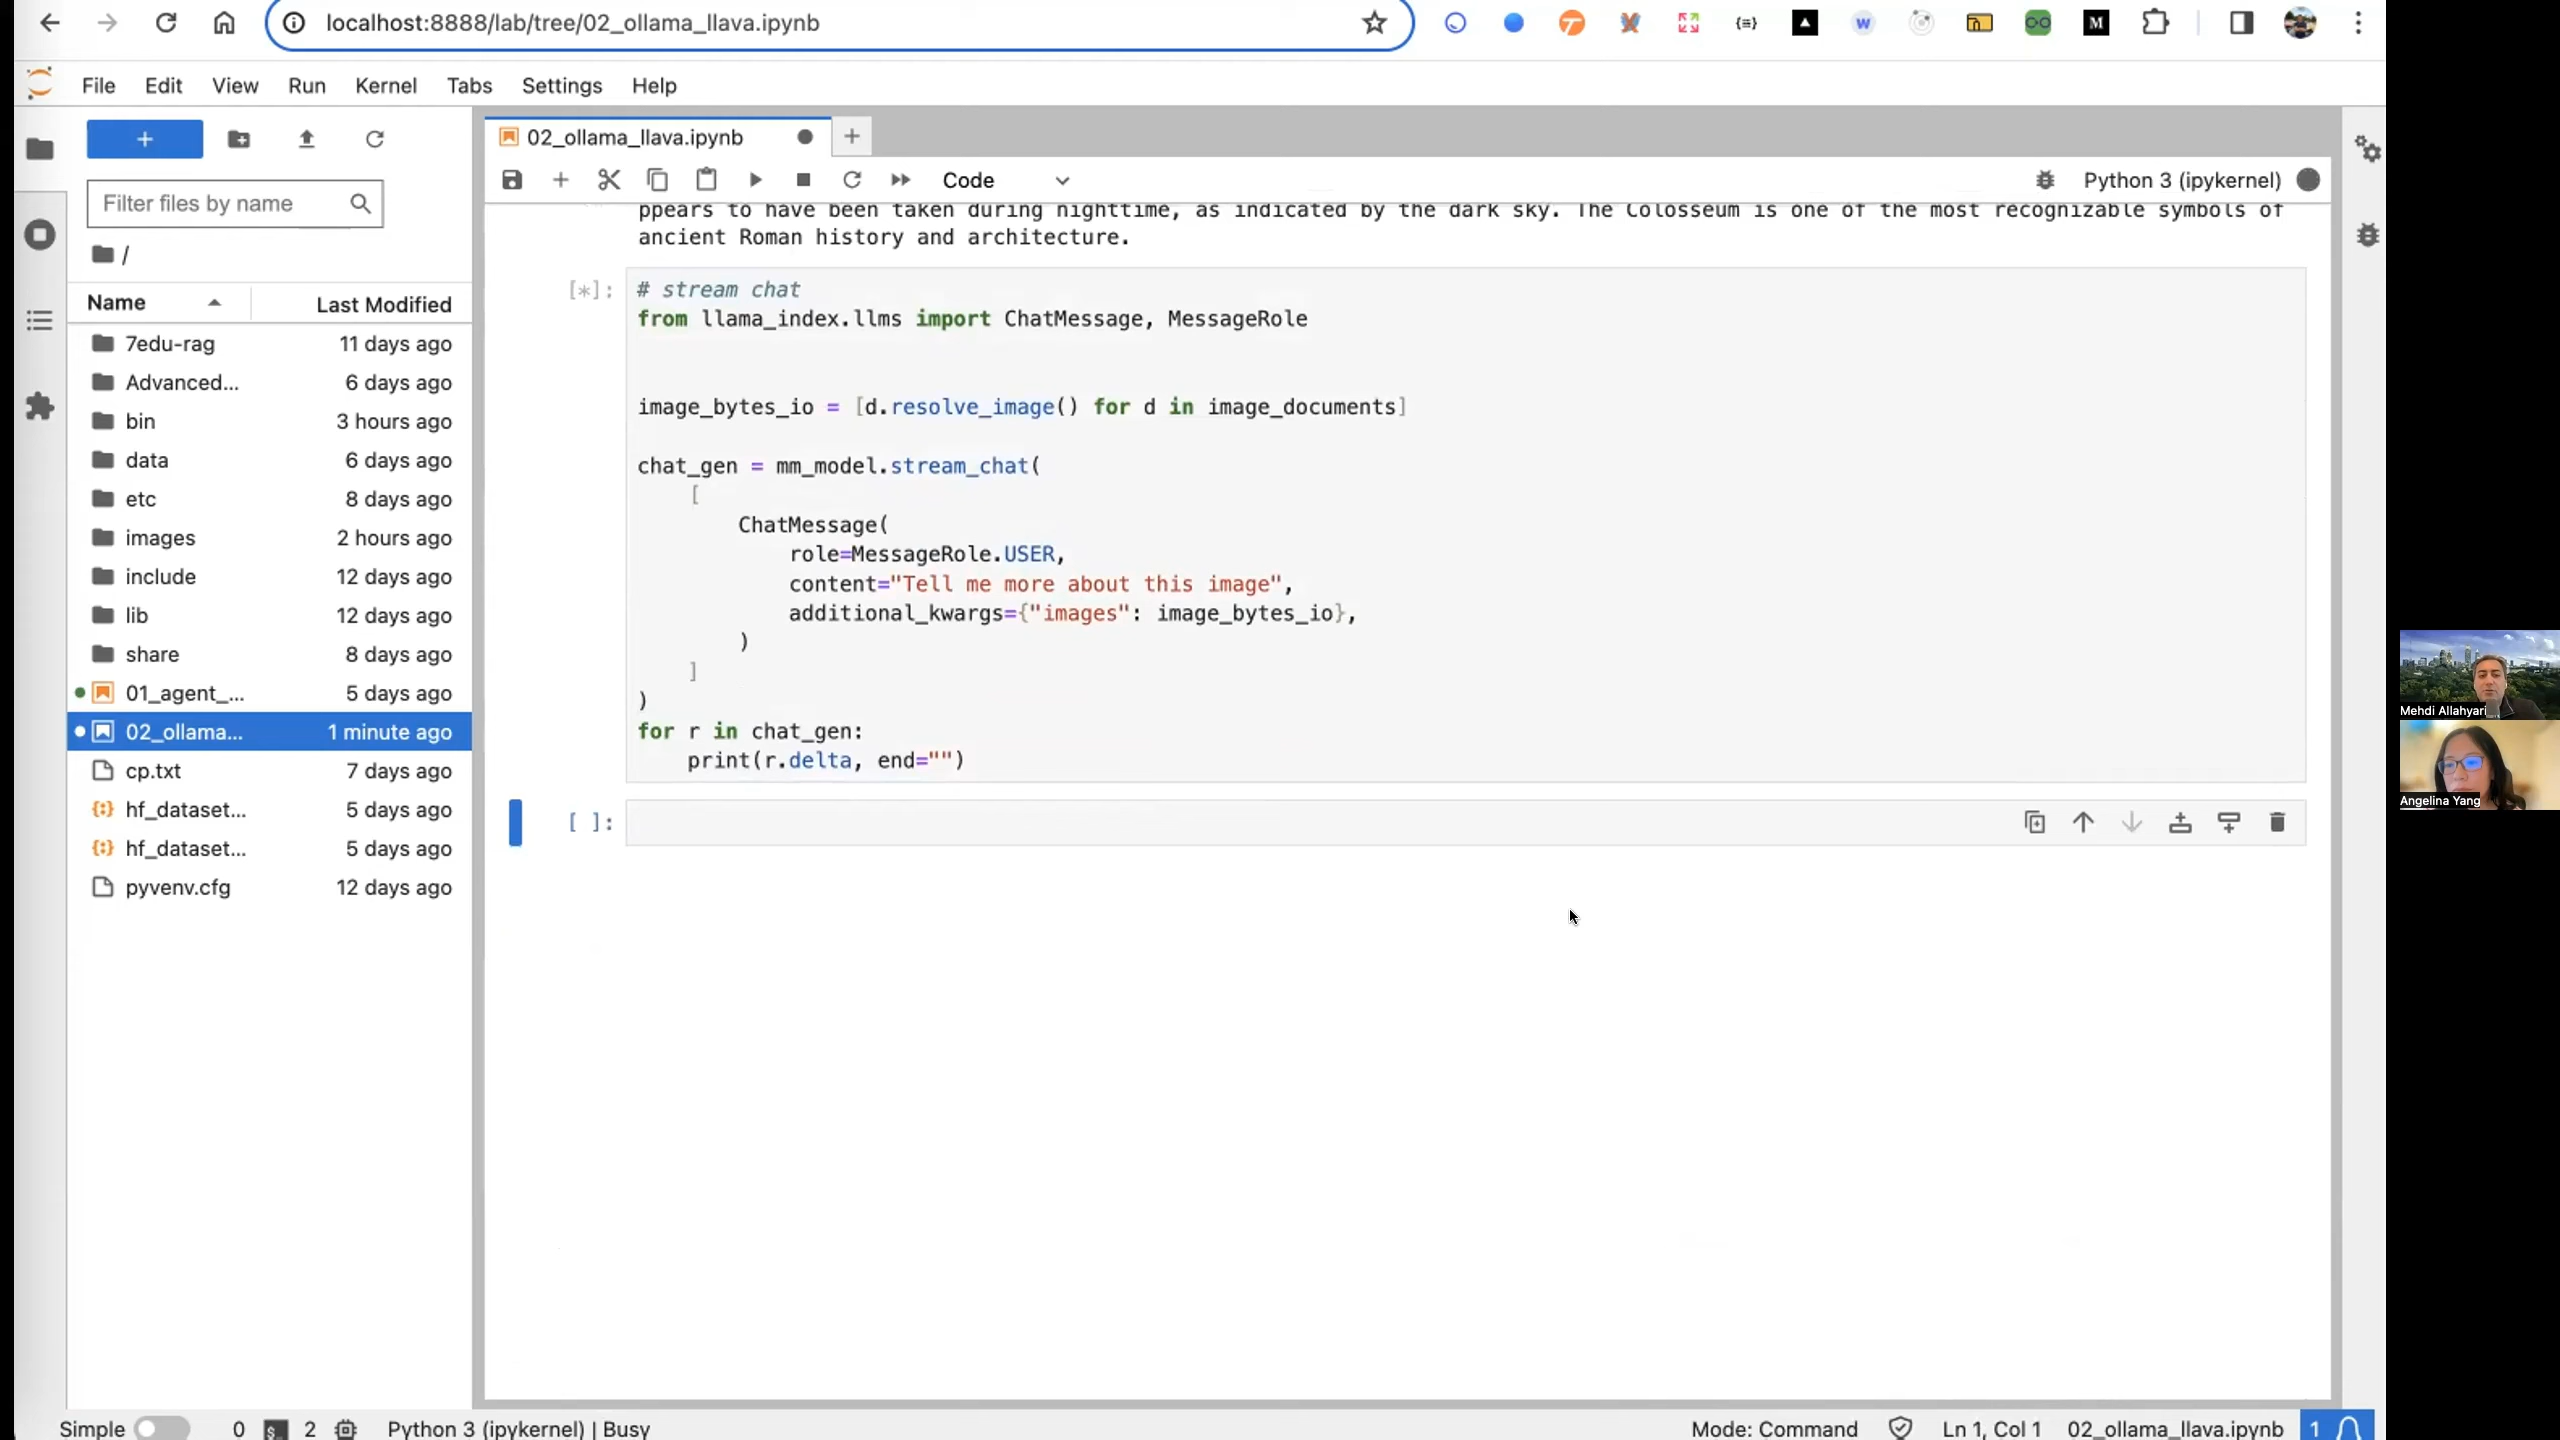 localhost:8888/lab/tree/02_ollama_llava.ipynb
File Edit View Run Kernel Tabs Settings Help
02_ollama_llava.ipynb
Filter files by name
/
Name Last Modified
7edu-rag 11 days ago
Advanced... 6 days ago
bin 3 hours ago
data 6 days ago
etc 8 days ago
images 2 hours ago
include 12 days ago
lib 12 days ago
share 8 days ago
01_agent_... 5 days ago
02_ollama... 1 minute ago
cp.txt 7 days ago
hf_dataset... 5 days ago
hf_dataset... 5 days ago
pyvenv.cfg 12 days ago
Code
Python 3 (ipykernel)
ppears to have been taken during nighttime, as indicated by the dark sky. The Colosseum is one of the most recognizable symbols of
ancient Roman history and architecture.
[*]: # stream chat
from llama_index.llms import ChatMessage, MessageRole
image_bytes_io = [d.resolve_image() for d in image_documents]
chat_gen = mm_model.stream_chat(
[
ChatMessage(
role=MessageRole.USER,
content="Tell me more about this image",
additional_kwargs={"images": image_bytes_io},
)
]
)
for r in chat_gen:
print(r.delta, end="")
[ ]:
Mehdi Allahyari
Angelina Yang
Simple 0 2 Python 3 (ipykernel) | Busy
Mode: Command Ln 1, Col 1 02_ollama_llava.ipynb 1